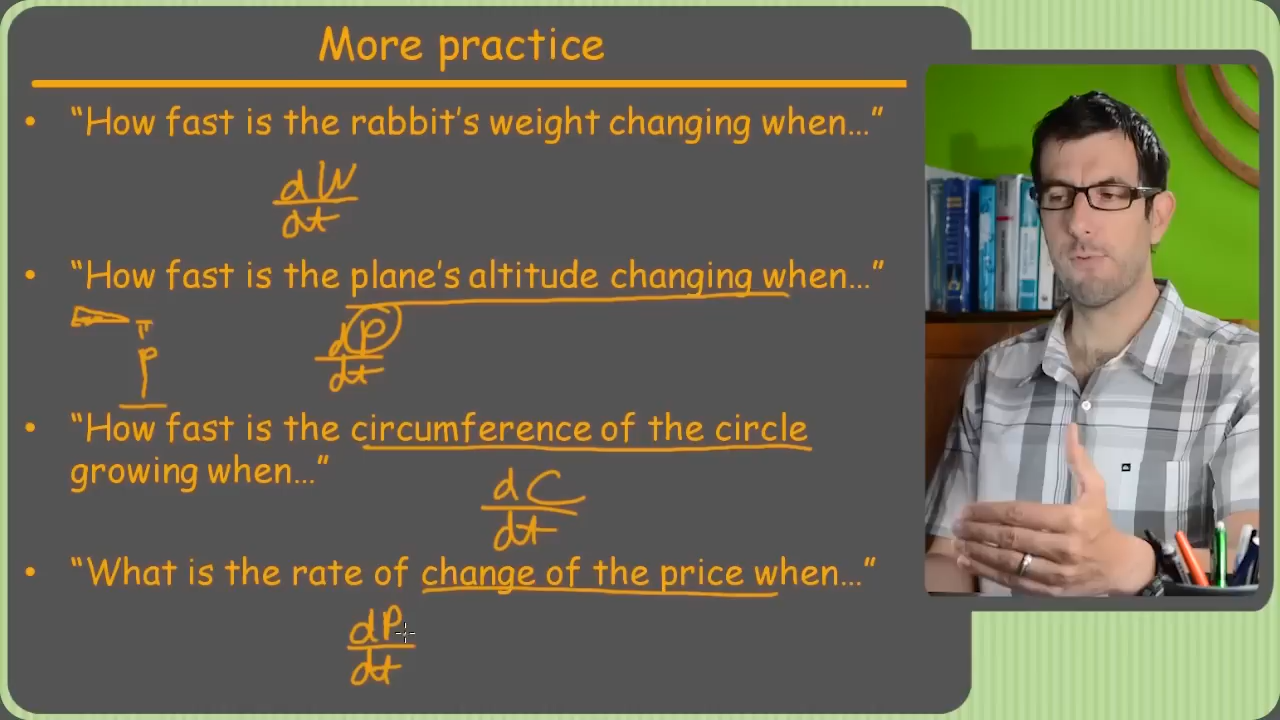 More practice
• “How fast is the rabbit’s weight changing when…”
dW
dt
• “How fast is the plane’s altitude changing when…”
dP
dt
P
• “How fast is the circumference of the circle
growing when…”
dC
dt
• “What is the rate of change of the price when…”
dP
dt